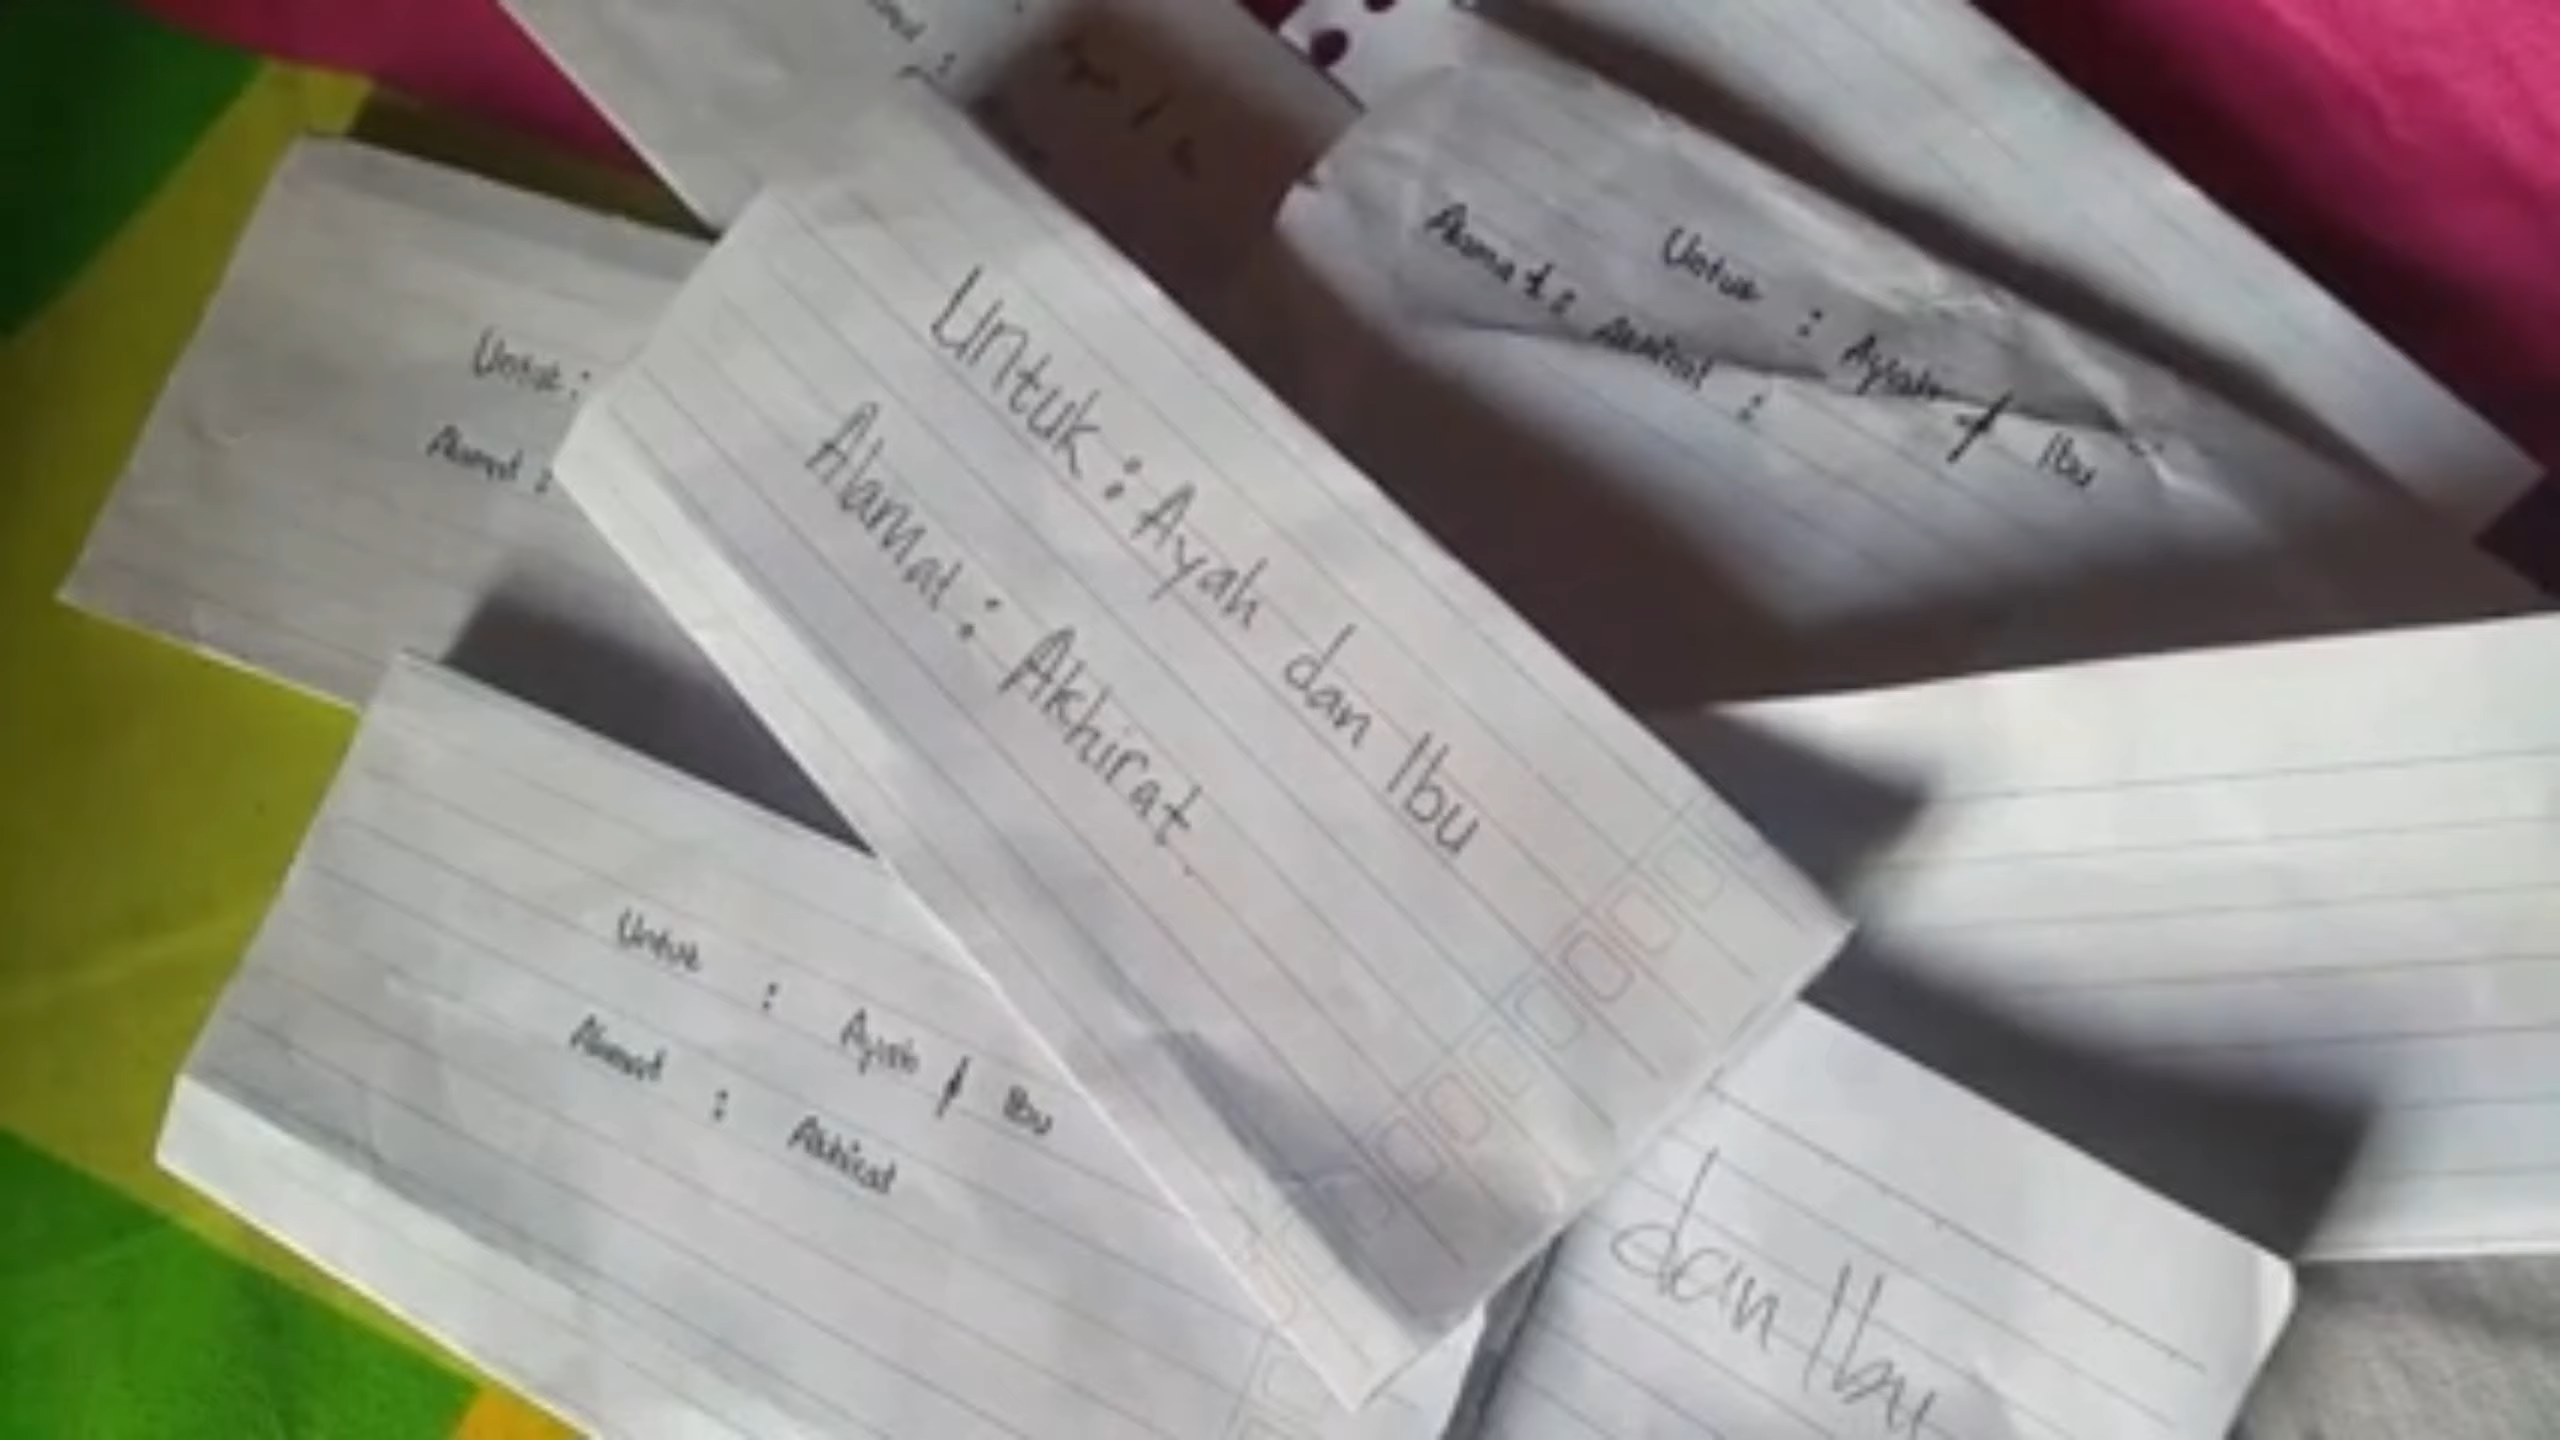 Untuk : Ayah / Ibu
Alamat : Akhirat :
Untuk :
Alamat :
Untuk : Ayah dan Ibu
Alamat : Akhirat.
Untuk : Ayah / Ibu
Alamat : Akhirat
dan Ibu